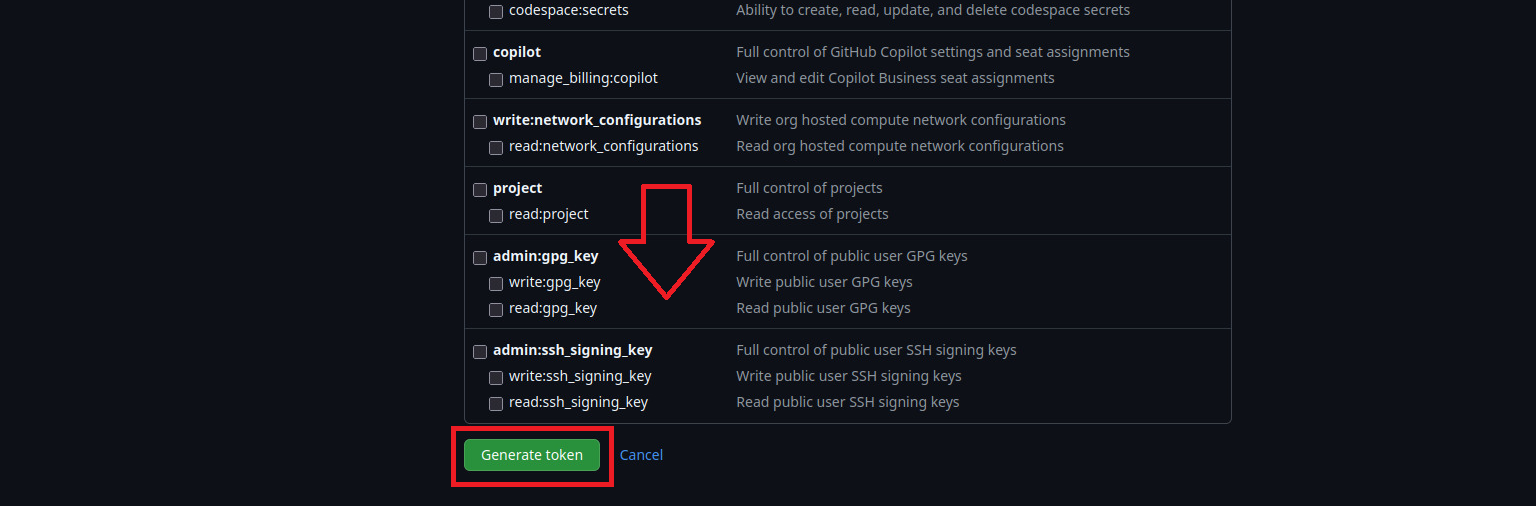 codespace:secrets Ability to create, read, update, and delete codespace secrets
copilot Full control of GitHub Copilot settings and seat assignments
manage_billing:copilot View and edit Copilot Business seat assignments
write:network_configurations Write org hosted compute network configurations
read:network_configurations Read org hosted compute network configurations
project Full control of projects
read:project Read access of projects
admin:gpg_key Full control of public user GPG keys
write:gpg_key Write public user GPG keys
read:gpg_key Read public user GPG keys
admin:ssh_signing_key Full control of public user SSH signing keys
write:ssh_signing_key Write public user SSH signing keys
read:ssh_signing_key Read public user SSH signing keys
Generate token Cancel